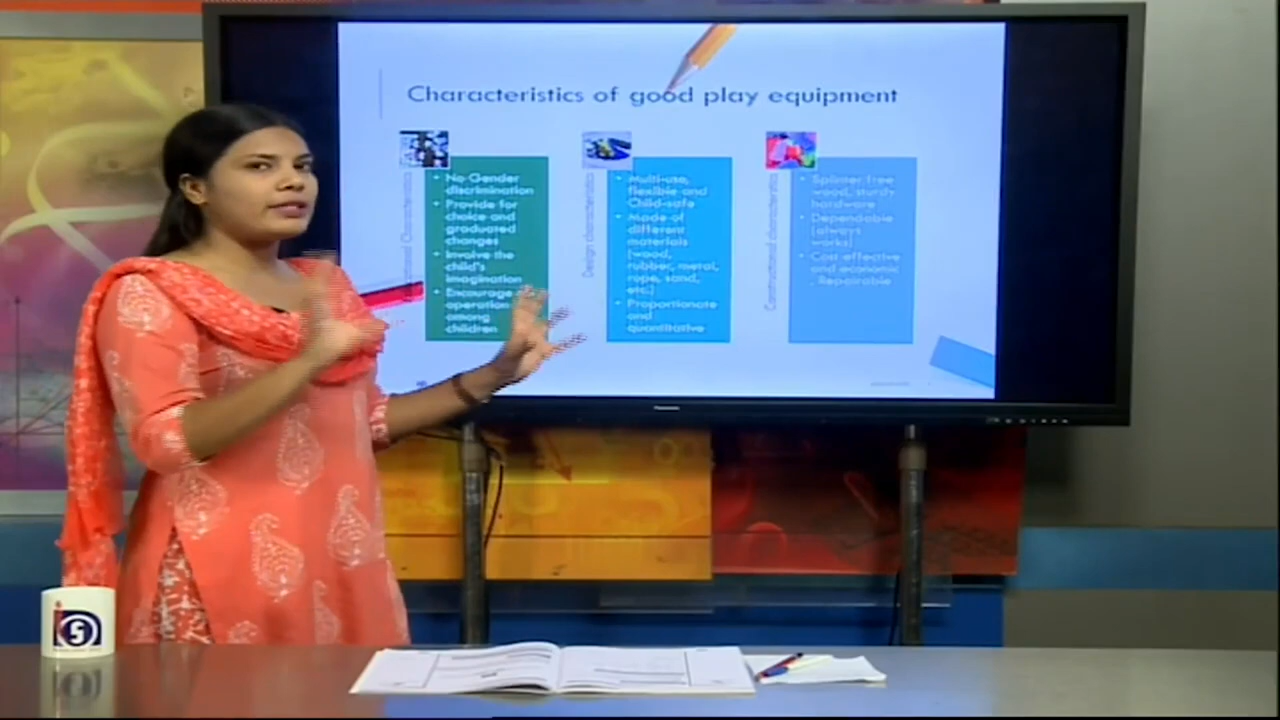 Characteristics of good play equipment
• No Gender
discrimination
• Provide for
choice and
graduated
changes
• Involve the
child's
imagination
• Encourage
operation
among
children
Design characteristics
• Multi-use,
flexible and
Child-safe
• Made of
different
materials
(wood,
rubber, metal,
rope, sand,
etc.)
• Proportionate
and
quantitative
Constructional characteristics
• Splinter free
wood, sturdy
hardware
• Dependable
(always
works)
• Cost effective
and economic
. Repairable
Panasonic